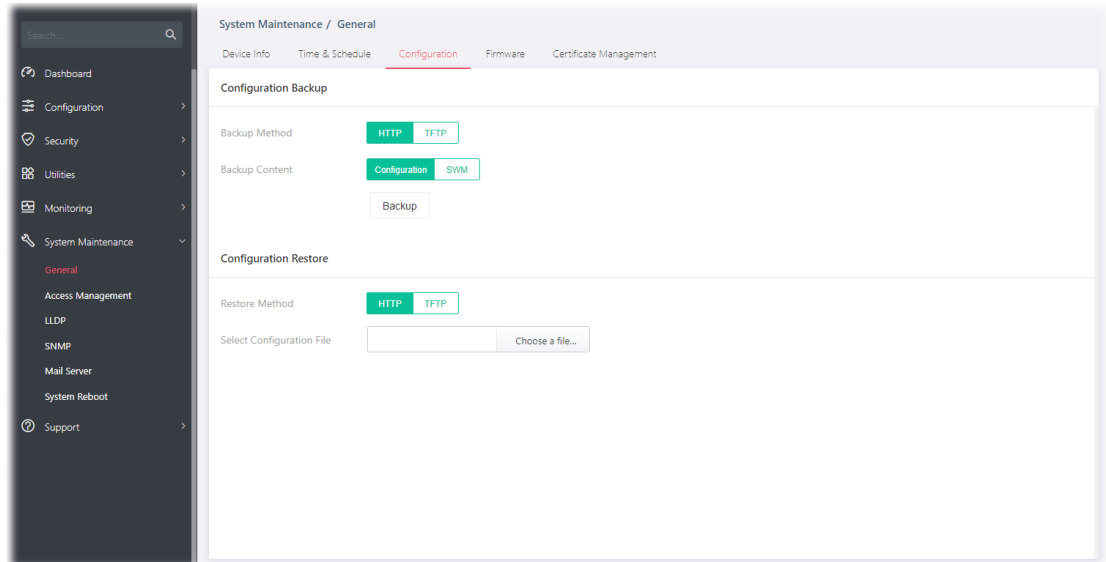 Search...
Dashboard
Configuration
Security
Utilities
Monitoring
System Maintenance
General
Access Management
LLDP
SNMP
Mail Server
System Reboot
Support
System Maintenance / General
Device Info Time & Schedule Configuration Firmware Certificate Management
Configuration Backup
Backup Method HTTP TFTP
Backup Content Configuration SWM
Backup
Configuration Restore
Restore Method HTTP TFTP
Select Configuration File Choose a file...